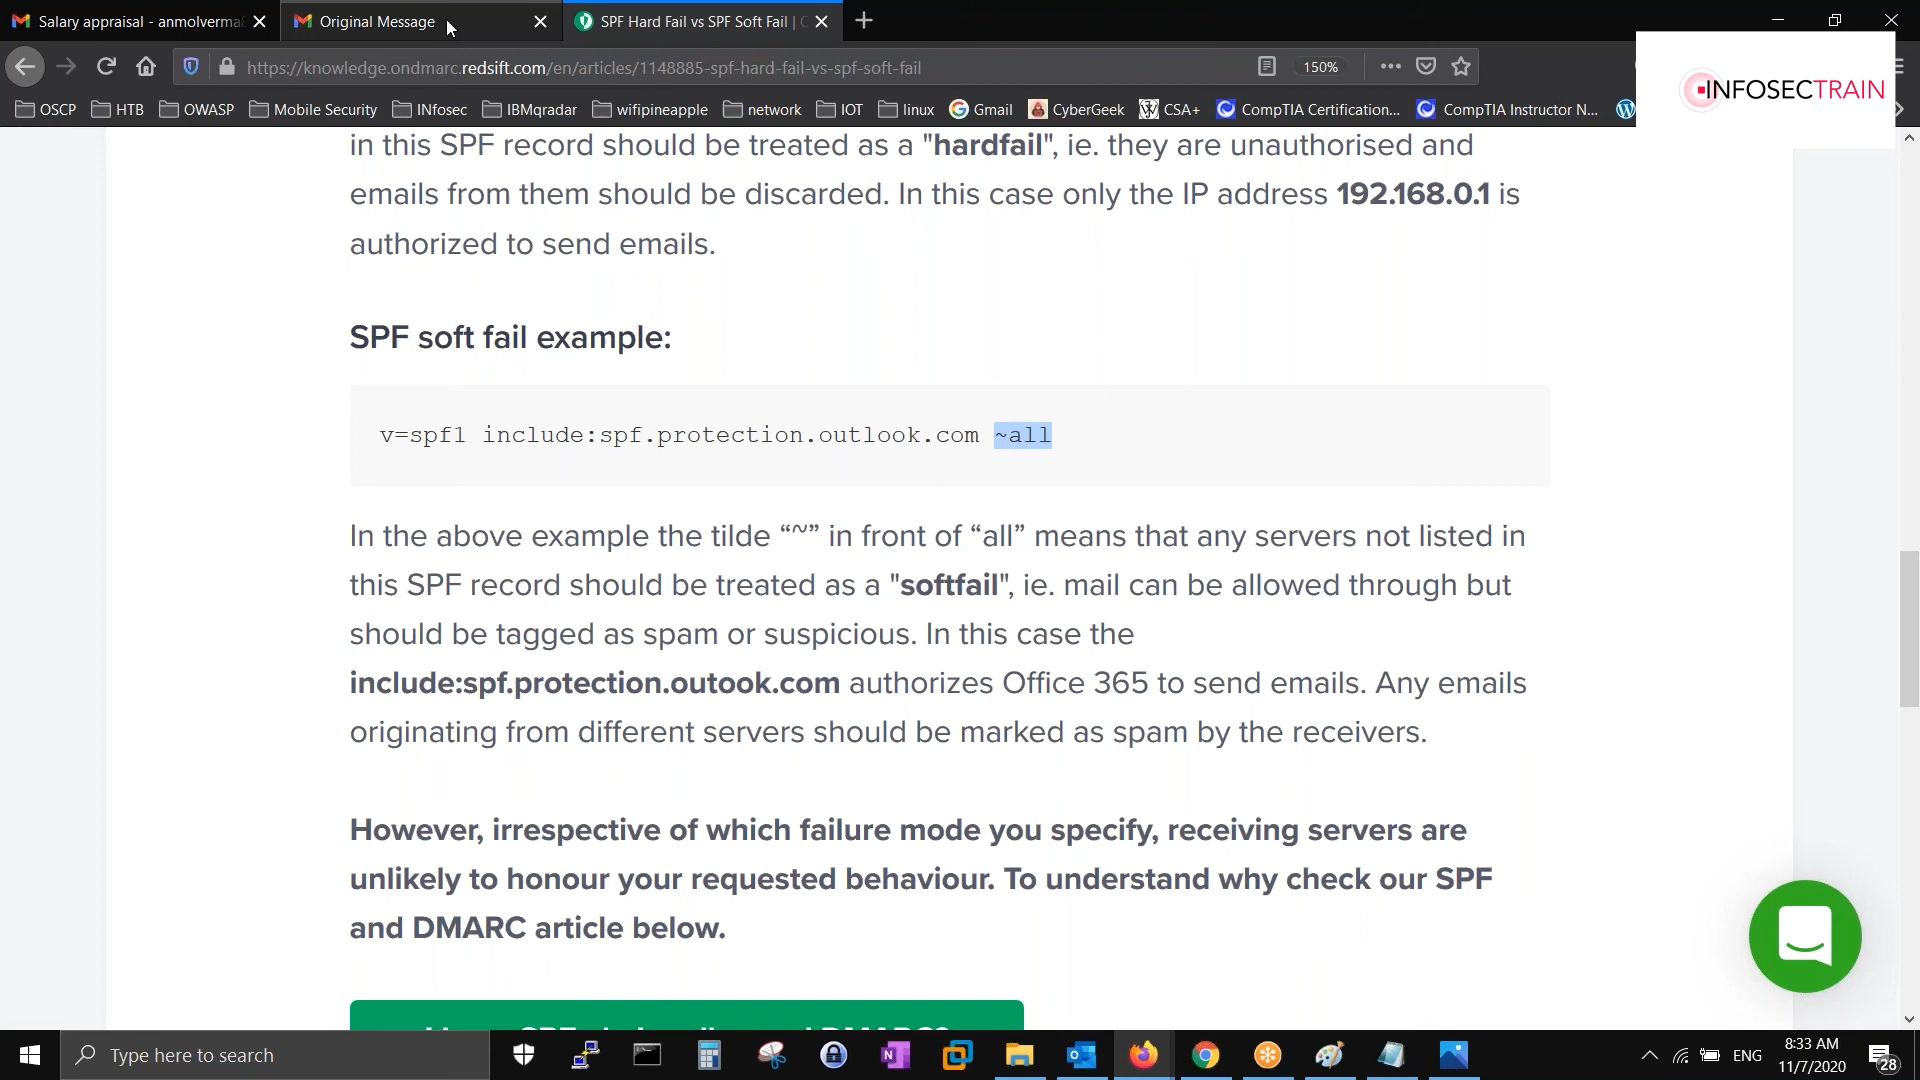 Salary appraisal - anmolverma
Original Message
SPF Hard Fail vs SPF Soft Fail |
https://knowledge.ondmarc.redsift.com/en/articles/1148885-spf-hard-fail-vs-spf-soft-fail
150%
OSCP
HTB
OWASP
Mobile Security
INfosec
IBMqradar
wifipineapple
network
IOT
linux
Gmail
CyberGeek
CSA+
CompTIA Certification...
CompTIA Instructor N...
INFOSECTRAIN
in this SPF record should be treated as a "hardfail", ie. they are unauthorised and
emails from them should be discarded. In this case only the IP address 192.168.0.1 is
authorized to send emails.
SPF soft fail example:
v=spf1 include:spf.protection.outlook.com ~all
In the above example the tilde “~” in front of “all” means that any servers not listed in
this SPF record should be treated as a "softfail", ie. mail can be allowed through but
should be tagged as spam or suspicious. In this case the
include:spf.protection.outook.com authorizes Office 365 to send emails. Any emails
originating from different servers should be marked as spam by the receivers.
However, irrespective of which failure mode you specify, receiving servers are
unlikely to honour your requested behaviour. To understand why check our SPF
and DMARC article below.
Type here to search
ENG
8:33 AM
11/7/2020
28